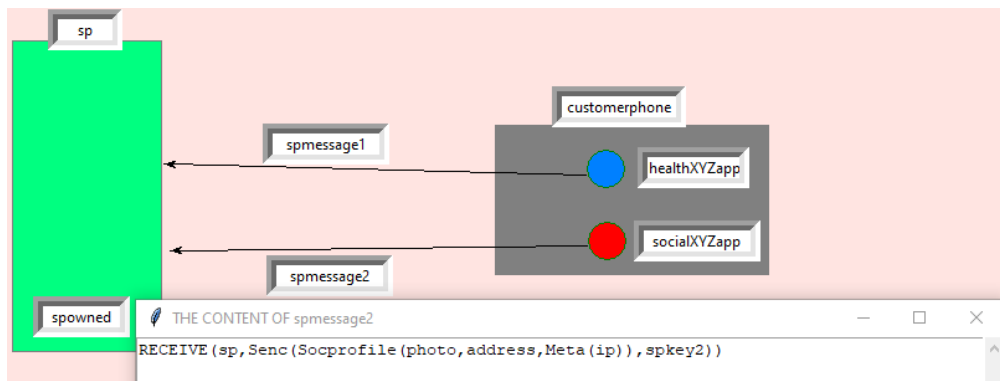 sp
customerphone
spmessage1
healthXYZapp
socialXYZapp
spmessage2
spowned
THE CONTENT OF spmessage2
RECEIVE(sp,Senc(Socprofile(photo,address,Meta(ip)),spkey2))